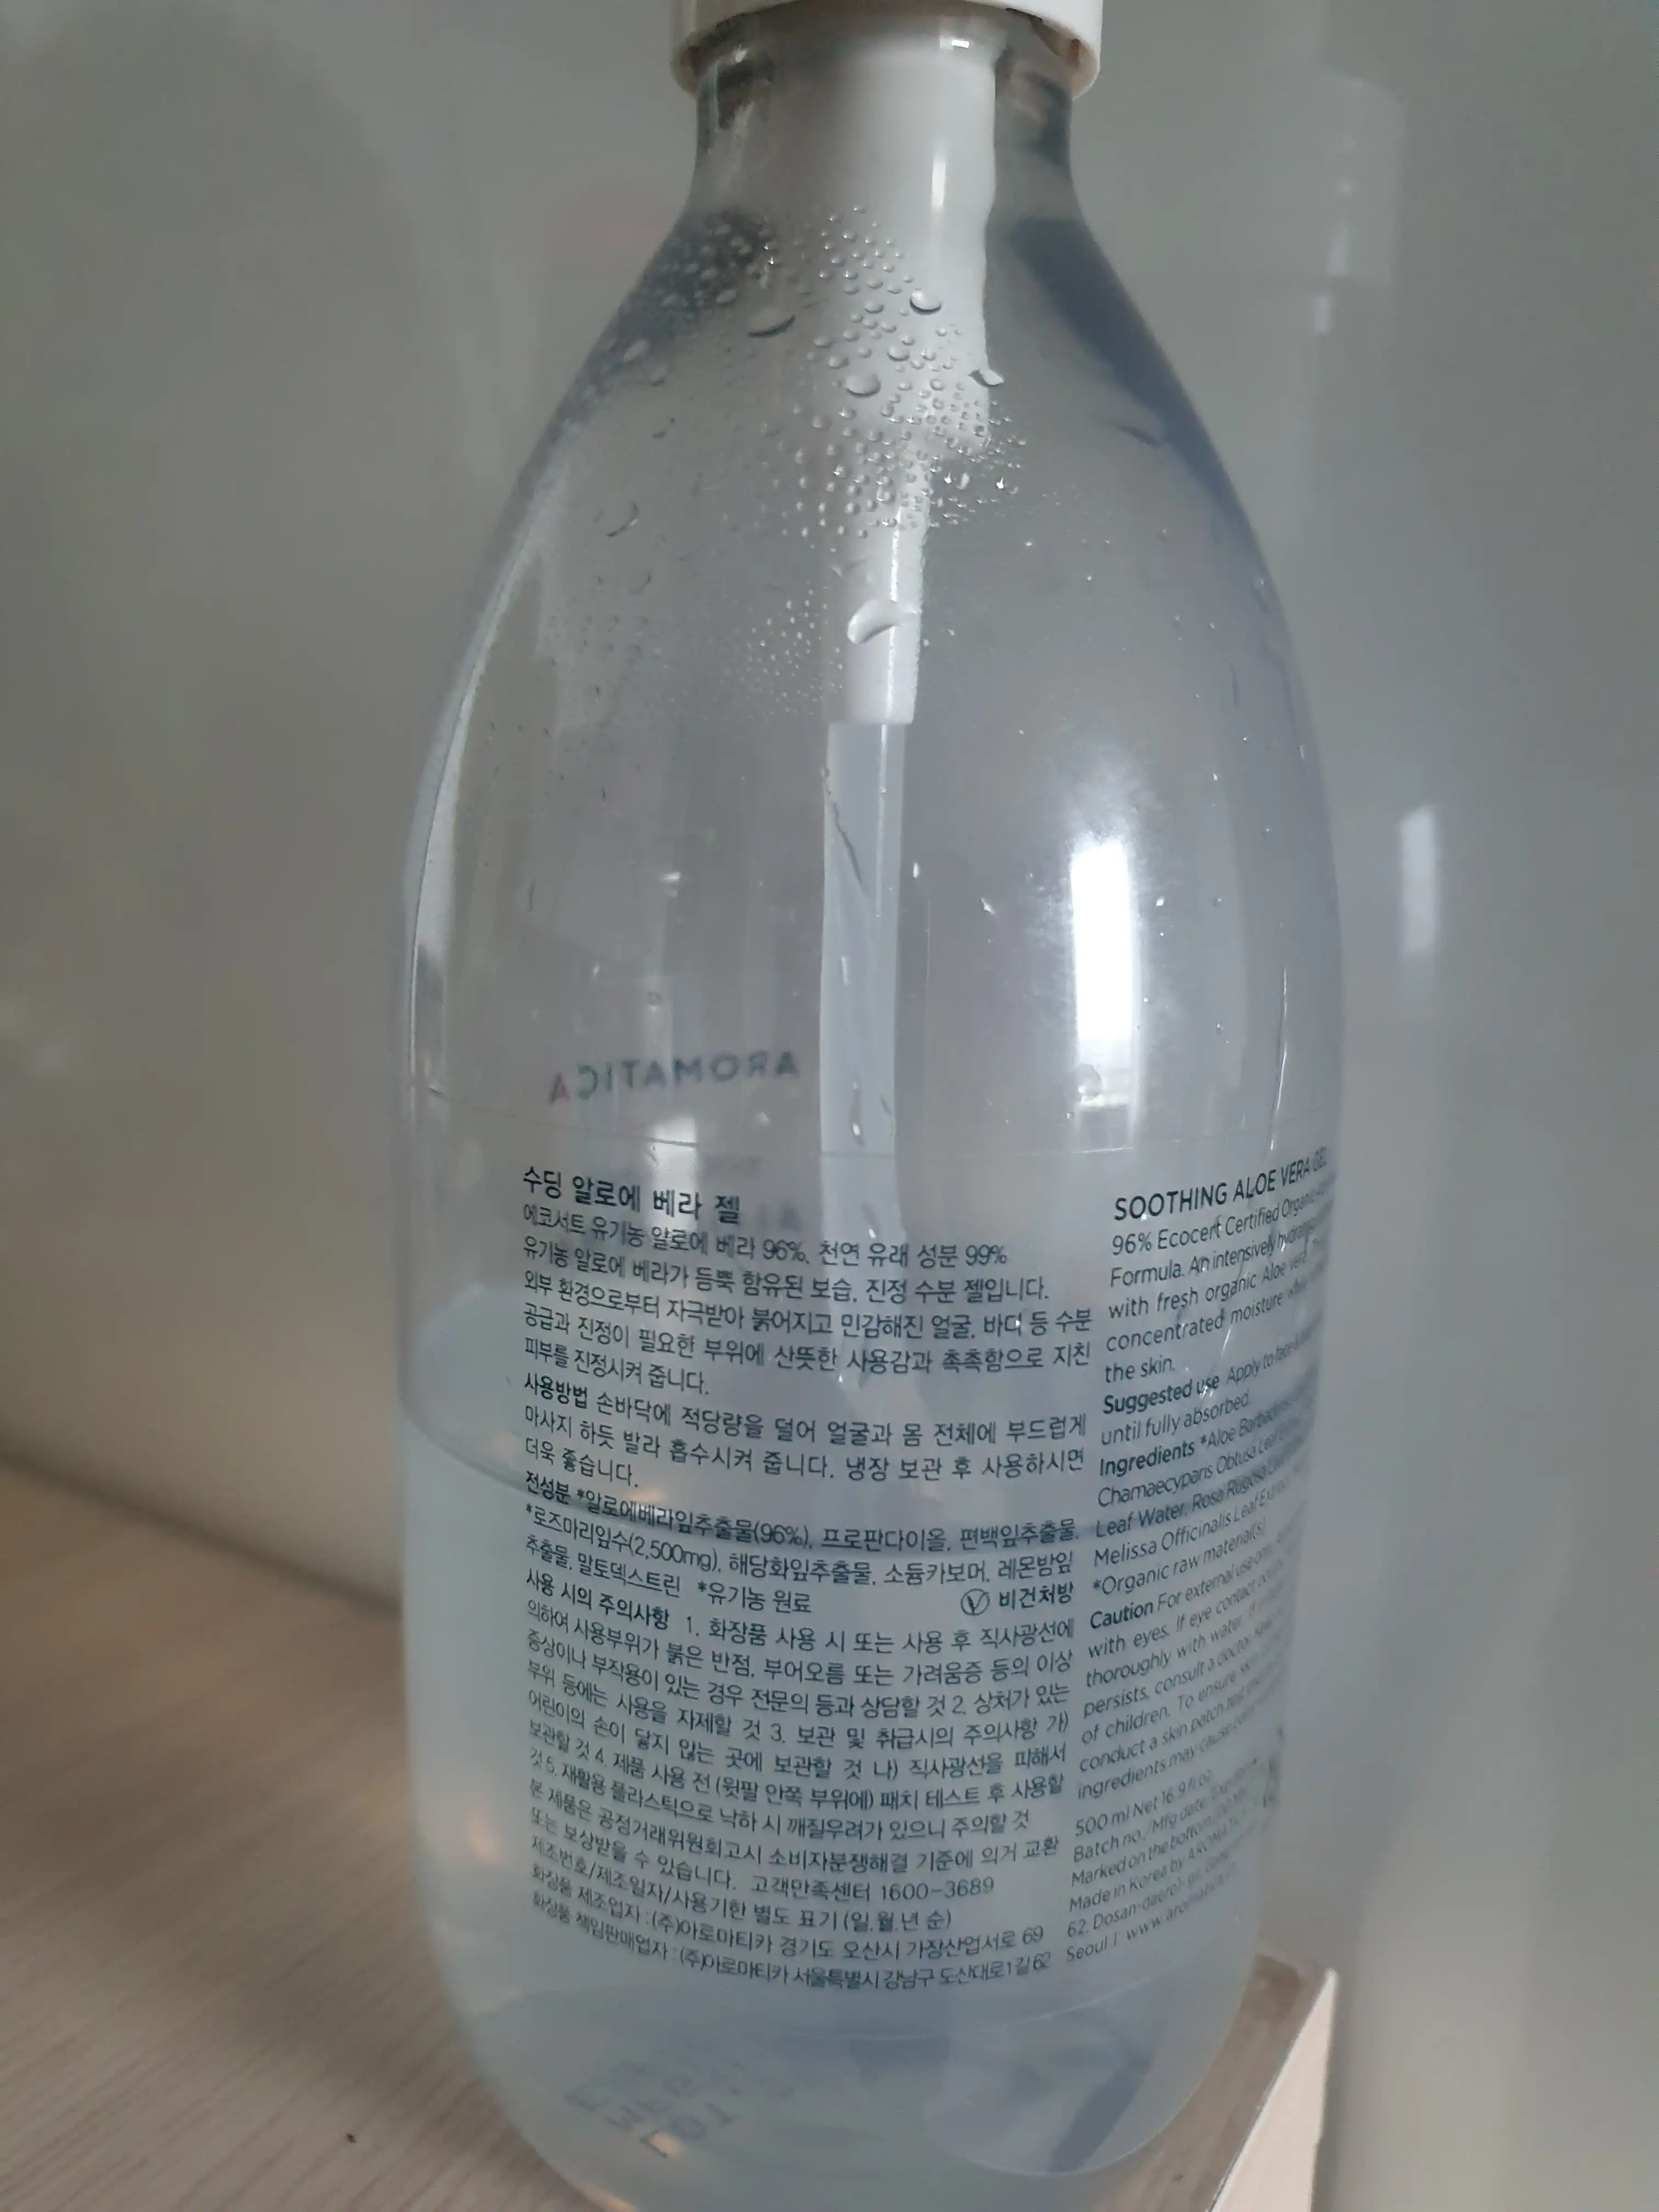 AROMATICA
수딩 알로에 베라 젤
에코서트 유기농 알로에 베라 96%, 천연 유래 성분 99%
유기농 알로에 베라가 듬뿍 함유된 보습, 진정 수분 젤입니다.
외부 환경으로부터 자극받아 붉어지고 민감해진 얼굴, 바디 등 수분
공급과 진정이 필요한 부위에 산뜻한 사용감과 촉촉함으로 지친
피부를 진정시켜 줍니다.
사용방법 손바닥에 적당량을 덜어 얼굴과 몸 전체에 부드럽게
마사지 하듯 발라 흡수시켜 줍니다. 냉장 보관 후 사용하시면
더욱 좋습니다.
전성분 *알로에베라잎추출물(96%), 프로판다이올, 편백잎추출물,
*로즈마리잎수(2,500mg), 해당화잎추출물, 소듐카보머, 레몬밤잎
추출물, 말토덱스트린 *유기농 원료
비건처방
사용 시의 주의사항 1. 화장품 사용 시 또는 사용 후 직사광선에
의하여 사용부위가 붉은 반점, 부어오름 또는 가려움증 등의 이상
증상이나 부작용이 있는 경우 전문의 등과 상담할 것 2. 상처가 있는
부위 등에는 사용을 자제할 것 3. 보관 및 취급시의 주의사항 가)
어린이의 손이 닿지 않는 곳에 보관할 것 나) 직사광선을 피해서
보관할 것 4. 제품 사용 전 (윗팔 안쪽 부위에) 패치 테스트 후 사용할
것 5. 재활용 플라스틱으로 낙하 시 깨질우려가 있으니 주의할 것
본 제품은 공정거래위원회고시 소비자분쟁해결 기준에 의거 교환
또는 보상받을 수 있습니다. 고객만족센터 1600-3689
제조번호/제조일자/사용기한 별도 표기 (일.월.년 순)
화장품 제조업자 : (주)아로마티카 경기도 오산시 가장산업서로 69
화장품 책임판매업자 : (주)아로마티카 서울특별시 강남구 도산대로1길 62
SOOTHING ALOE VERA GEL
96% Ecocert Certified Organic
Formula. An intensively hydrating
with fresh organic Aloe vera.
concentrated moisture
the skin.
Suggested use Apply to face
until fully absorbed.
Ingredients *Aloe Barbadensis
Chamaecyparis Obtusa Leaf
Leaf Water, Rosa Rugosa Leaf
Melissa Officinalis Leaf Extract
*Organic raw material(s)
Caution For external use only.
with eyes. If eye contact occurs,
thoroughly with water. If
persists, consult a doctor.
of children. To ensure skin
conduct a skin patch test
ingredients may cause
500 ml Net 16.9 fl. oz.
Batch no./Mfg date/Exp
Marked on the bottom
Made in Korea by AROMATICA
62, Dosan-daero1-gil,
Seoul | www.aromatica
LOT